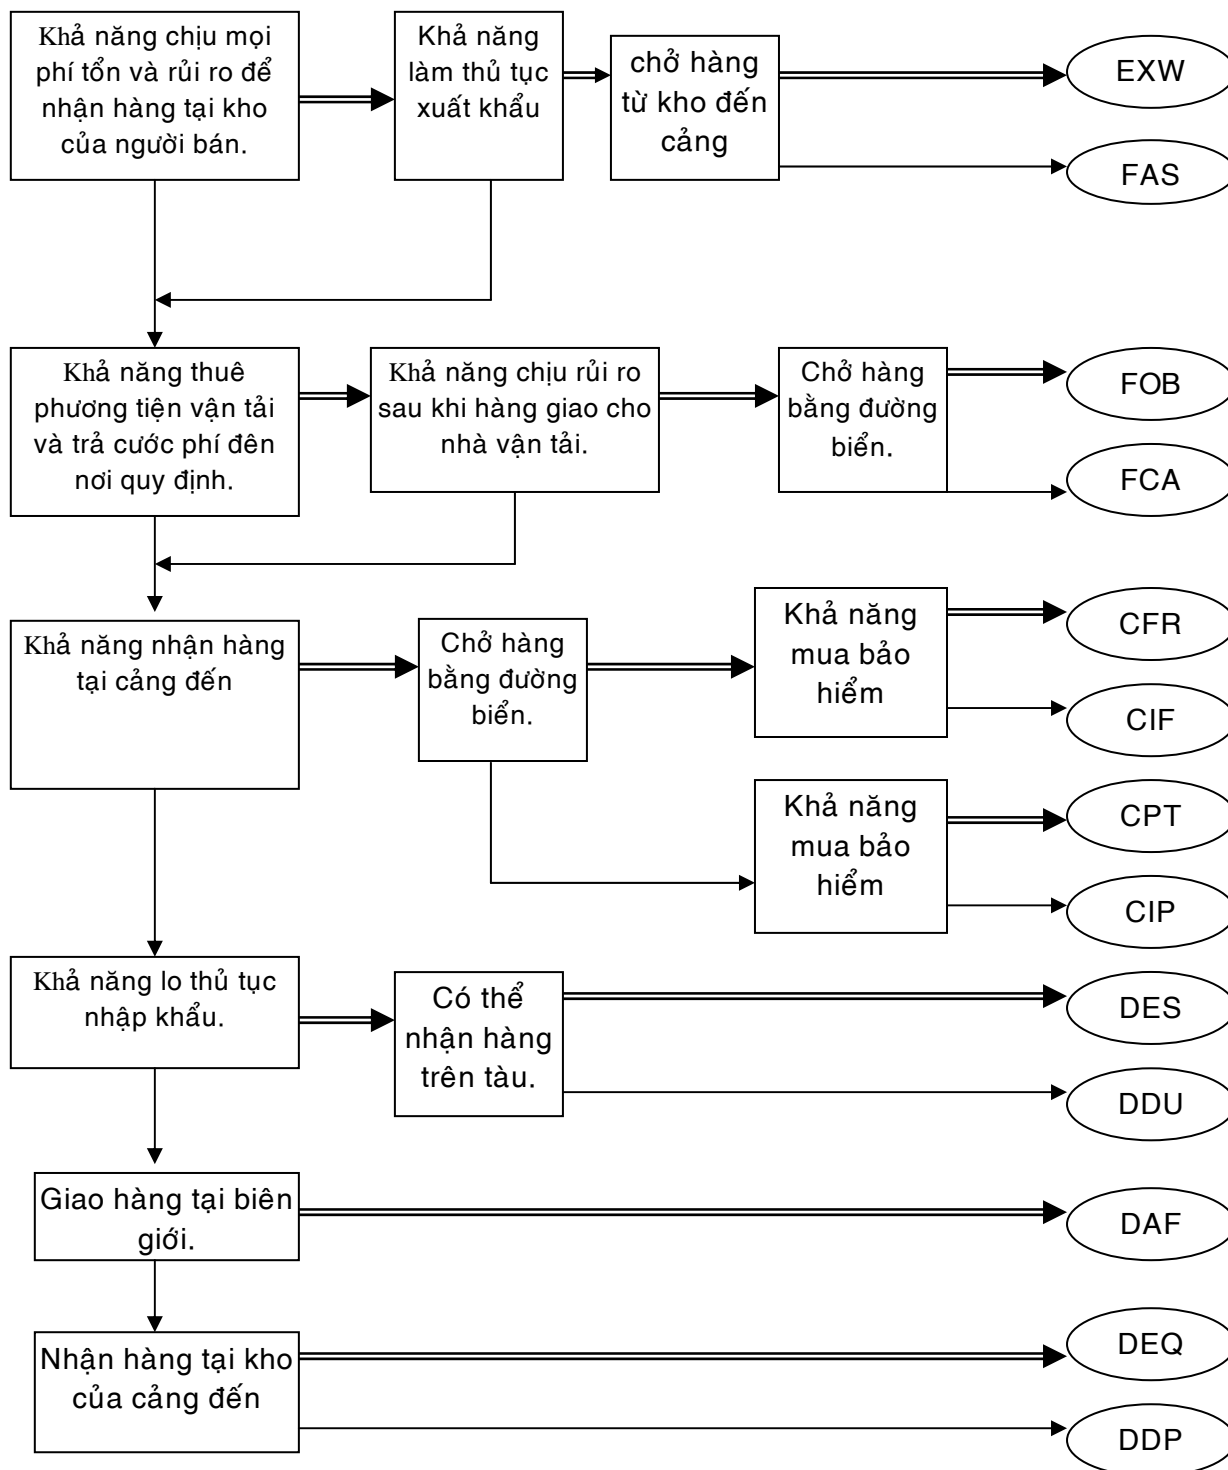 Khả năng chịu mọi
phí tổn và rủi ro để
nhận hàng tại kho
của người bán.
Khả năng
làm thủ tục
xuất khẩu
chở hàng
từ kho đến
cảng
EXW
FAS
Khả năng thuê
phương tiện vận tải
và trả cước phí đên
nơi quy định.
Khả năng chịu rủi ro
sau khi hàng giao cho
nhà vận tải.
Chở hàng
bằng đường
biển.
FOB
FCA
Khả năng nhận hàng
tại cảng đến
Chở hàng
bằng đường
biển.
Khả năng
mua bảo
hiểm
CFR
CIF
Khả năng
mua bảo
hiểm
CPT
CIP
Khả năng lo thủ tục
nhập khẩu.
Có thể
nhận hàng
trên tàu.
DES
DDU
Giao hàng tại biên
giới.
DAF
Nhận hàng tại kho
của cảng đến
DEQ
DDP